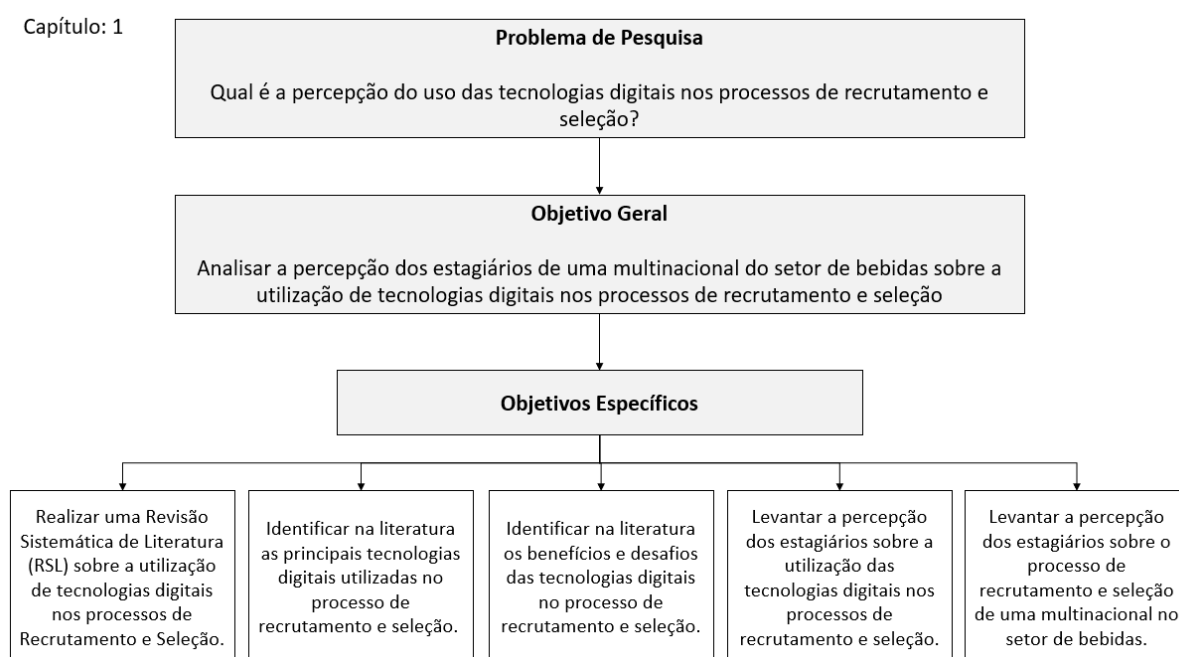 Capítulo: 1
Problema de Pesquisa
Qual é a percepção do uso das tecnologias digitais nos processos de recrutamento e
seleção?
Objetivo Geral
Analisar a percepção dos estagiários de uma multinacional do setor de bebidas sobre a
utilização de tecnologias digitais nos processos de recrutamento e seleção
Objetivos Específicos
Realizar uma Revisão
Sistemática de Literatura
(RSL) sobre a utilização
de tecnologias digitais
nos processos de
Recrutamento e Seleção.
Identificar na literatura
as principais tecnologias
digitais utilizadas no
processo de
recrutamento e seleção.
Identificar na literatura
os benefícios e desafios
das tecnologias digitais
no processo de
recrutamento e seleção.
Levantar a percepção
dos estagiários sobre a
utilização das
tecnologias digitais nos
processos de
recrutamento e seleção.
Levantar a percepção
dos estagiários sobre o
processo de
recrutamento e seleção
de uma multinacional no
setor de bebidas.